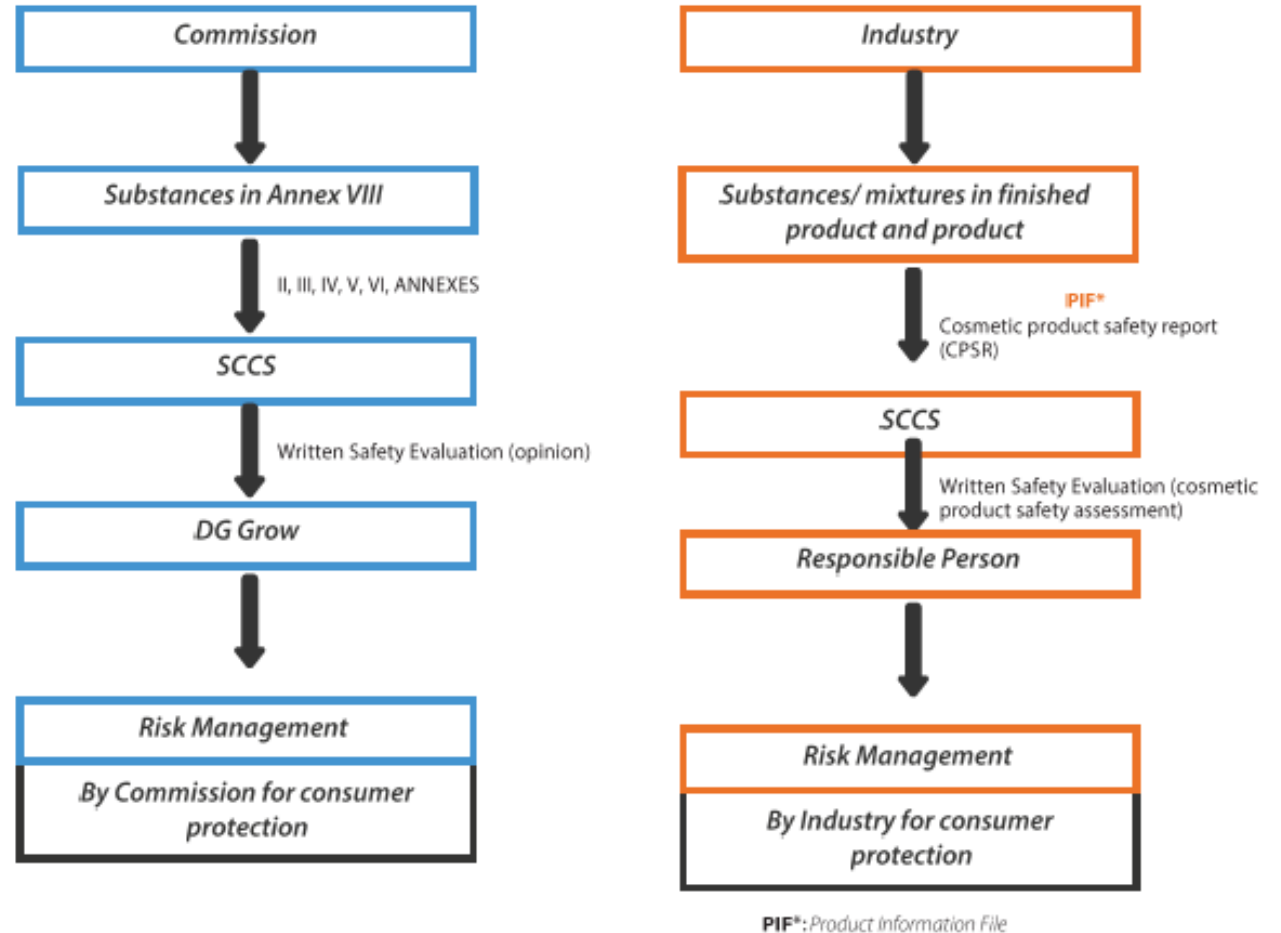 Commission
Substances in Annex VIII
II, III, IV, V, VI, ANNEXES
SCCS
Written Safety Evaluation (opinion)
DG Grow
Risk Management
By Commission for consumer
protection
Industry
Substances/ mixtures in finished
product and product
PIF*
Cosmetic product safety report
(CPSR)
SCCS
Written Safety Evaluation (cosmetic
product safety assessment)
Responsible Person
Risk Management
By Industry for consumer
protection
PIF*: Product Information File